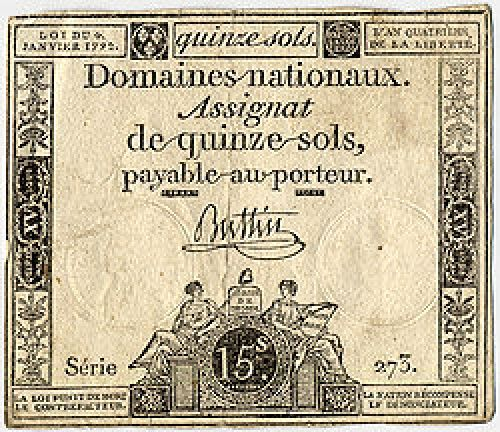 LOI DU 4.
JANVIER 1792.
quinze sols.
L'AN QUATRIÈME
DE LA LIBERTÉ.
Domaines nationaux.
Assignat
de quinze sols,
payable au porteur.
Buttin
XV
XV
15 S
Série
273.
LA LOI PUNIT DE MORT
LE CONTREFACTEUR.
LA NATION RÉCOMPENSE
LE DÉNONCIATEUR.